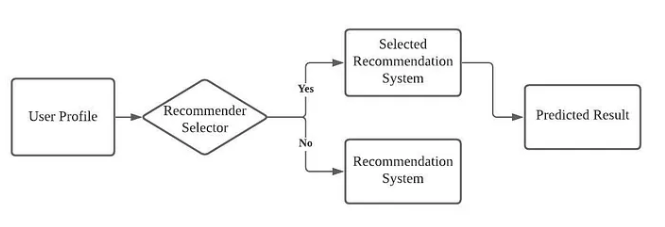 User Profile
Recommender
Selector
Yes
No
Selected
Recommendation
System
Recommendation
System
Predicted Result